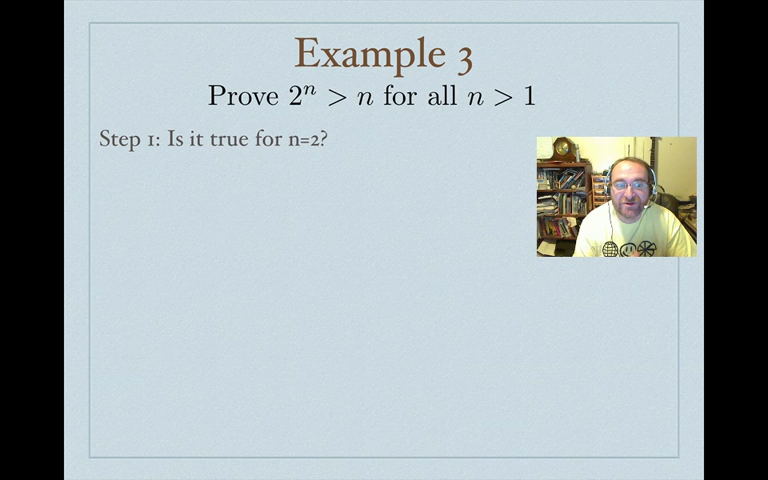 Example 3
Prove 2ⁿ > n for all n > 1
Step 1: Is it true for n=2?